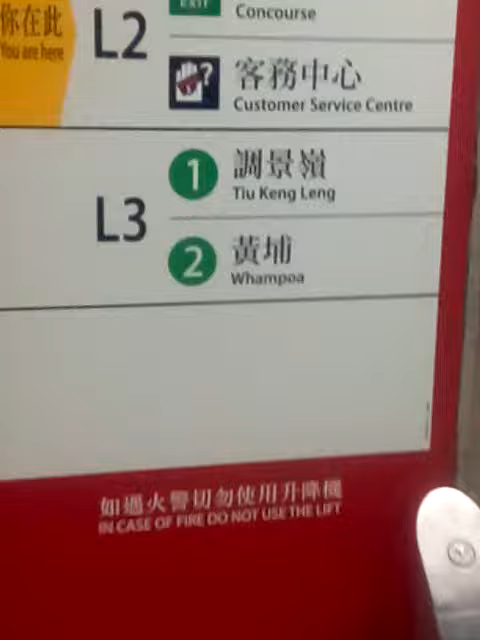 你在此
You are here
L2
EXIT
Concourse
?
客務中心
Customer Service Centre
L3
1
調景嶺
Tiu Keng Leng
2
黃埔
Whampoa
如遇火警切勿使用升降機
IN CASE OF FIRE DO NOT USE THE LIFT